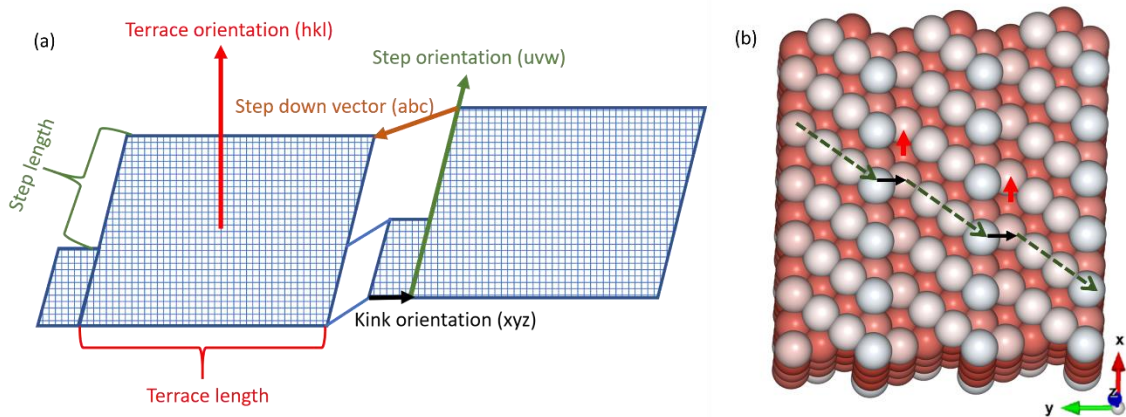 (a)
Terrace orientation (hkl)
Step orientation (uvw)
Step down vector (abc)
Step length
Kink orientation (xyz)
Terrace length
(b)
x
y
z